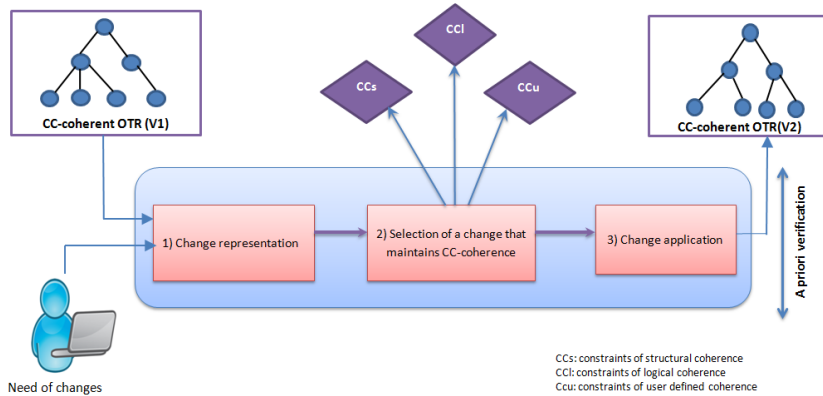 CC-coherent OTR (V1)
CCs
CCl
CCu
CC-coherent OTR(V2)
1) Change representation
2) Selection of a change that
maintains CC-coherence
3) Change application
A priori verification
Need of changes
CCs: constraints of structural coherence
CCl: constraints of logical coherence
Ccu: constraints of user defined coherence